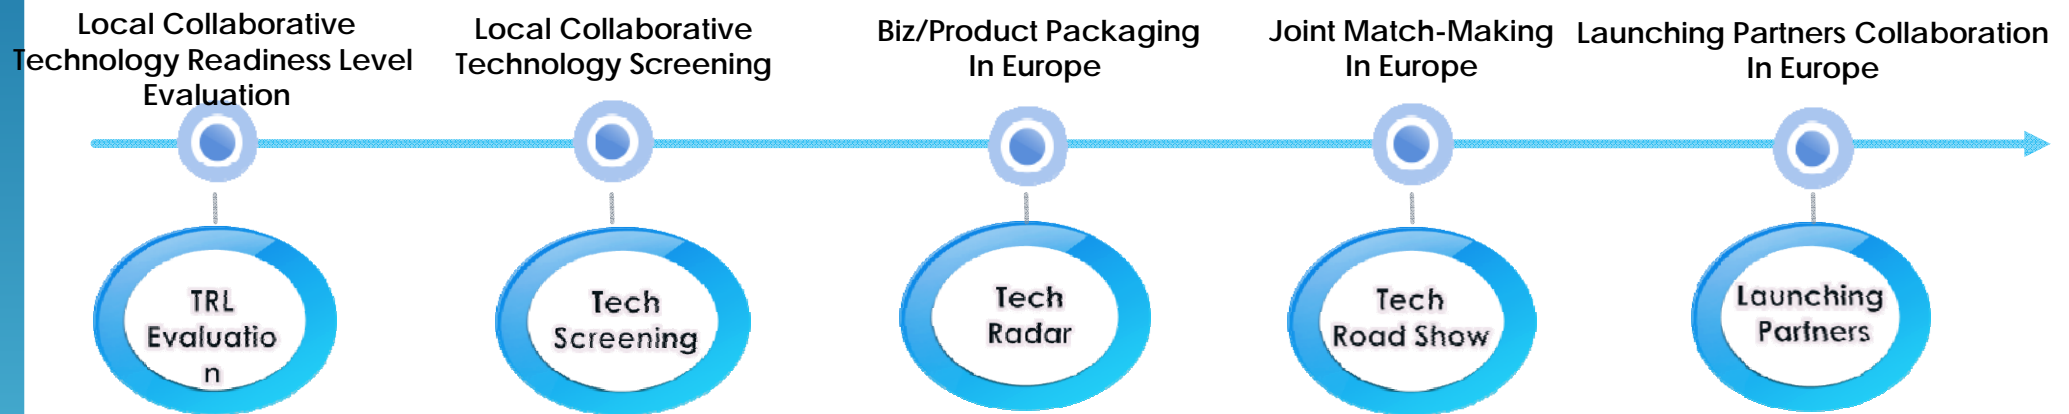 Local Collaborative
Technology Readiness Level
Evaluation
Local Collaborative
Technology Screening
Biz/Product Packaging
In Europe
Joint Match-Making
In Europe
Launching Partners Collaboration
In Europe
TRL
Evaluatio
n
Tech
Screening
Tech
Radar
Tech
Road Show
Launching
Partners